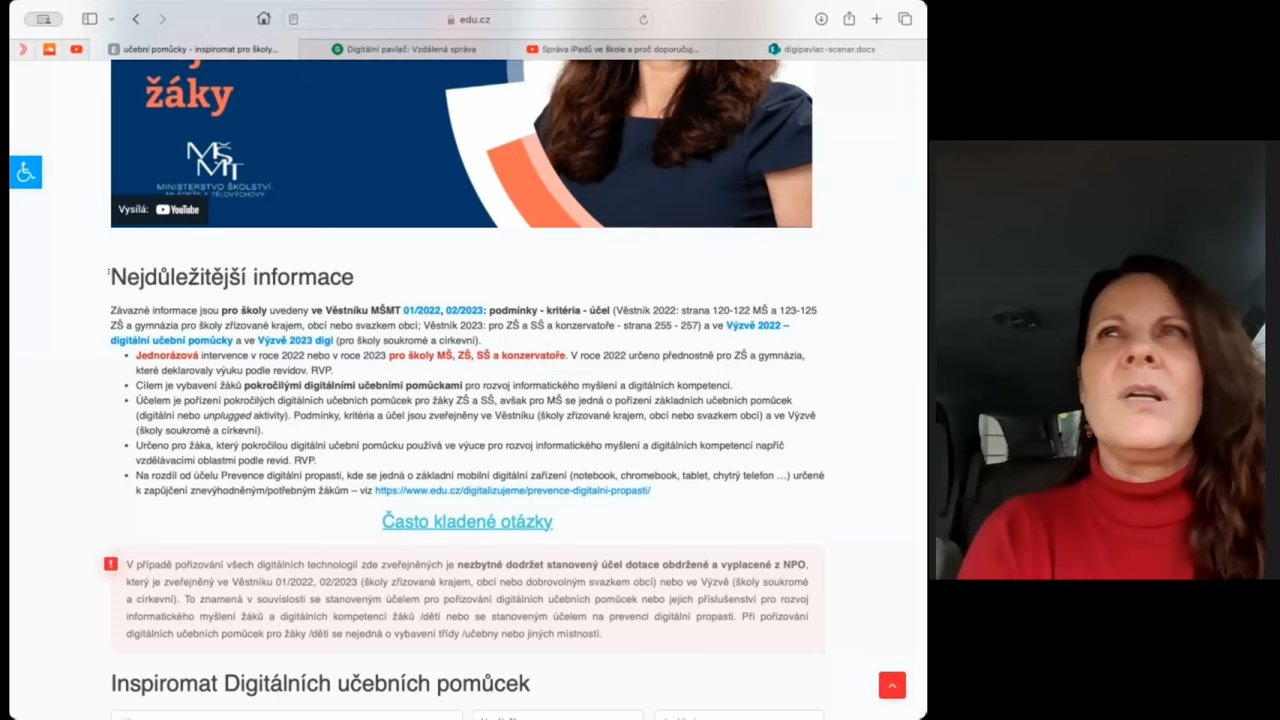 edu.cz
učební pomůcky - inspiromat pro školy...
Digitální pavlač: Vzdálená správa
Správa iPadů ve škole a proč doporučuj...
digipavlac-scenar.docx
žáky
MŠMT
MINISTERSTVO ŠKOLSTVÍ,
MLÁDEŽE A TĚLOVÝCHOVY
Vysílá: YouTube
Nejdůležitější informace
Závazné informace jsou pro školy uvedeny ve Věstníku MŠMT 01/2022, 02/2023: podmínky - kritéria - účel (Věstník 2022: strana 120-122 MŠ a 123-125
ZŠ a gymnázia pro školy zřizované krajem, obcí nebo svazkem obcí; Věstník 2023: pro ZŠ a SŠ a konzervatoře - strana 255 - 257) a ve Výzvě 2022 –
digitální učební pomůcky a ve Výzvě 2023 digi (pro školy soukromé a církevní).
• Jednorázová intervence v roce 2022 nebo v roce 2023 pro školy MŠ, ZŠ, SŠ a konzervatoře. V roce 2022 určeno přednostně pro ZŠ a gymnázia,
které deklarovaly výuku podle revidov. RVP.
• Cílem je vybavení žáků pokročilými digitálními učebními pomůckami pro rozvoj informatického myšlení a digitálních kompetencí.
• Účelem je pořízení pokročilých digitálních učebních pomůcek pro žáky ZŠ a SŠ, avšak pro MŠ se jedná o pořízení základních učebních pomůcek
(digitální nebo unplugged aktivity). Podmínky, kritéria a účel jsou zveřejněny ve Věstníku (školy zřizované krajem, obcí nebo svazkem obcí) a ve Výzvě
(školy soukromé a církevní).
• Určeno pro žáka, který pokročilou digitální učební pomůcku používá ve výuce pro rozvoj informatického myšlení a digitálních kompetencí napříč
vzdělávacími oblastmi podle revid. RVP.
• Na rozdíl od účelu Prevence digitální propasti, kde se jedná o základní mobilní digitální zařízení (notebook, chromebook, tablet, chytrý telefon ...) určené
k zapůjčení znevýhodněným/potřebným žákům – viz https://www.edu.cz/digitalizujeme/prevence-digitalni-propasti/
Často kladené otázky
! V případě pořizování všech digitálních technologií zde zveřejněných je nezbytné dodržet stanovený účel dotace obdržené a vyplacené z NPO,
který je zveřejněný ve Věstníku 01/2022, 02/2023 (školy zřizované krajem, obcí nebo dobrovolným svazkem obcí) nebo ve Výzvě (školy soukromé
a církevní). To znamená v souvislosti se stanoveným účelem pro pořizování digitálních učebních pomůcek nebo jejich příslušenství pro rozvoj
informatického myšlení žáků a digitálních kompetencí žáků /dětí nebo se stanoveným účelem na prevenci digitální propasti. Při pořizování
digitálních učebních pomůcek pro žáky /děti se nejedná o vybavení třídy /učebny nebo jiných místností.
Inspiromat Digitálních učebních pomůcek